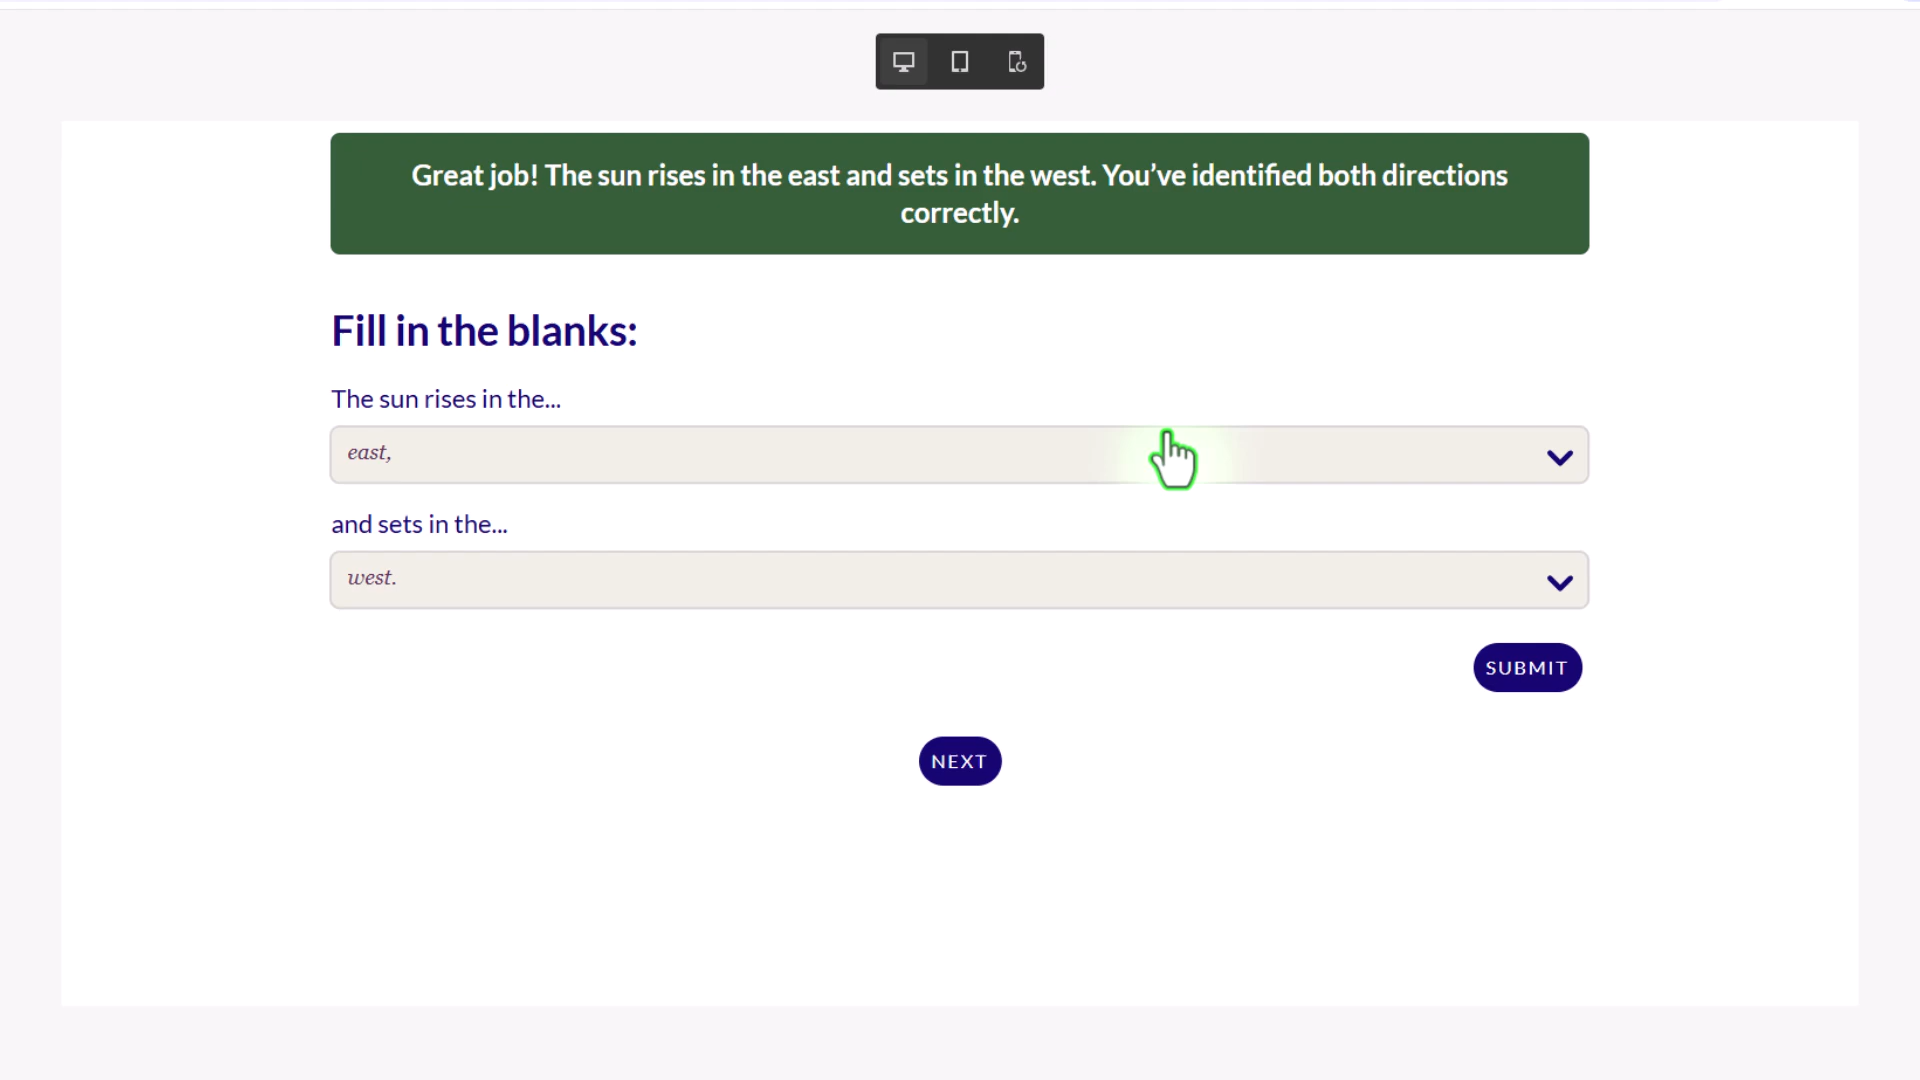 Great job! The sun rises in the east and sets in the west. You’ve identified both directions
correctly.
Fill in the blanks:
The sun rises in the...
east,
and sets in the...
west.
SUBMIT
NEXT